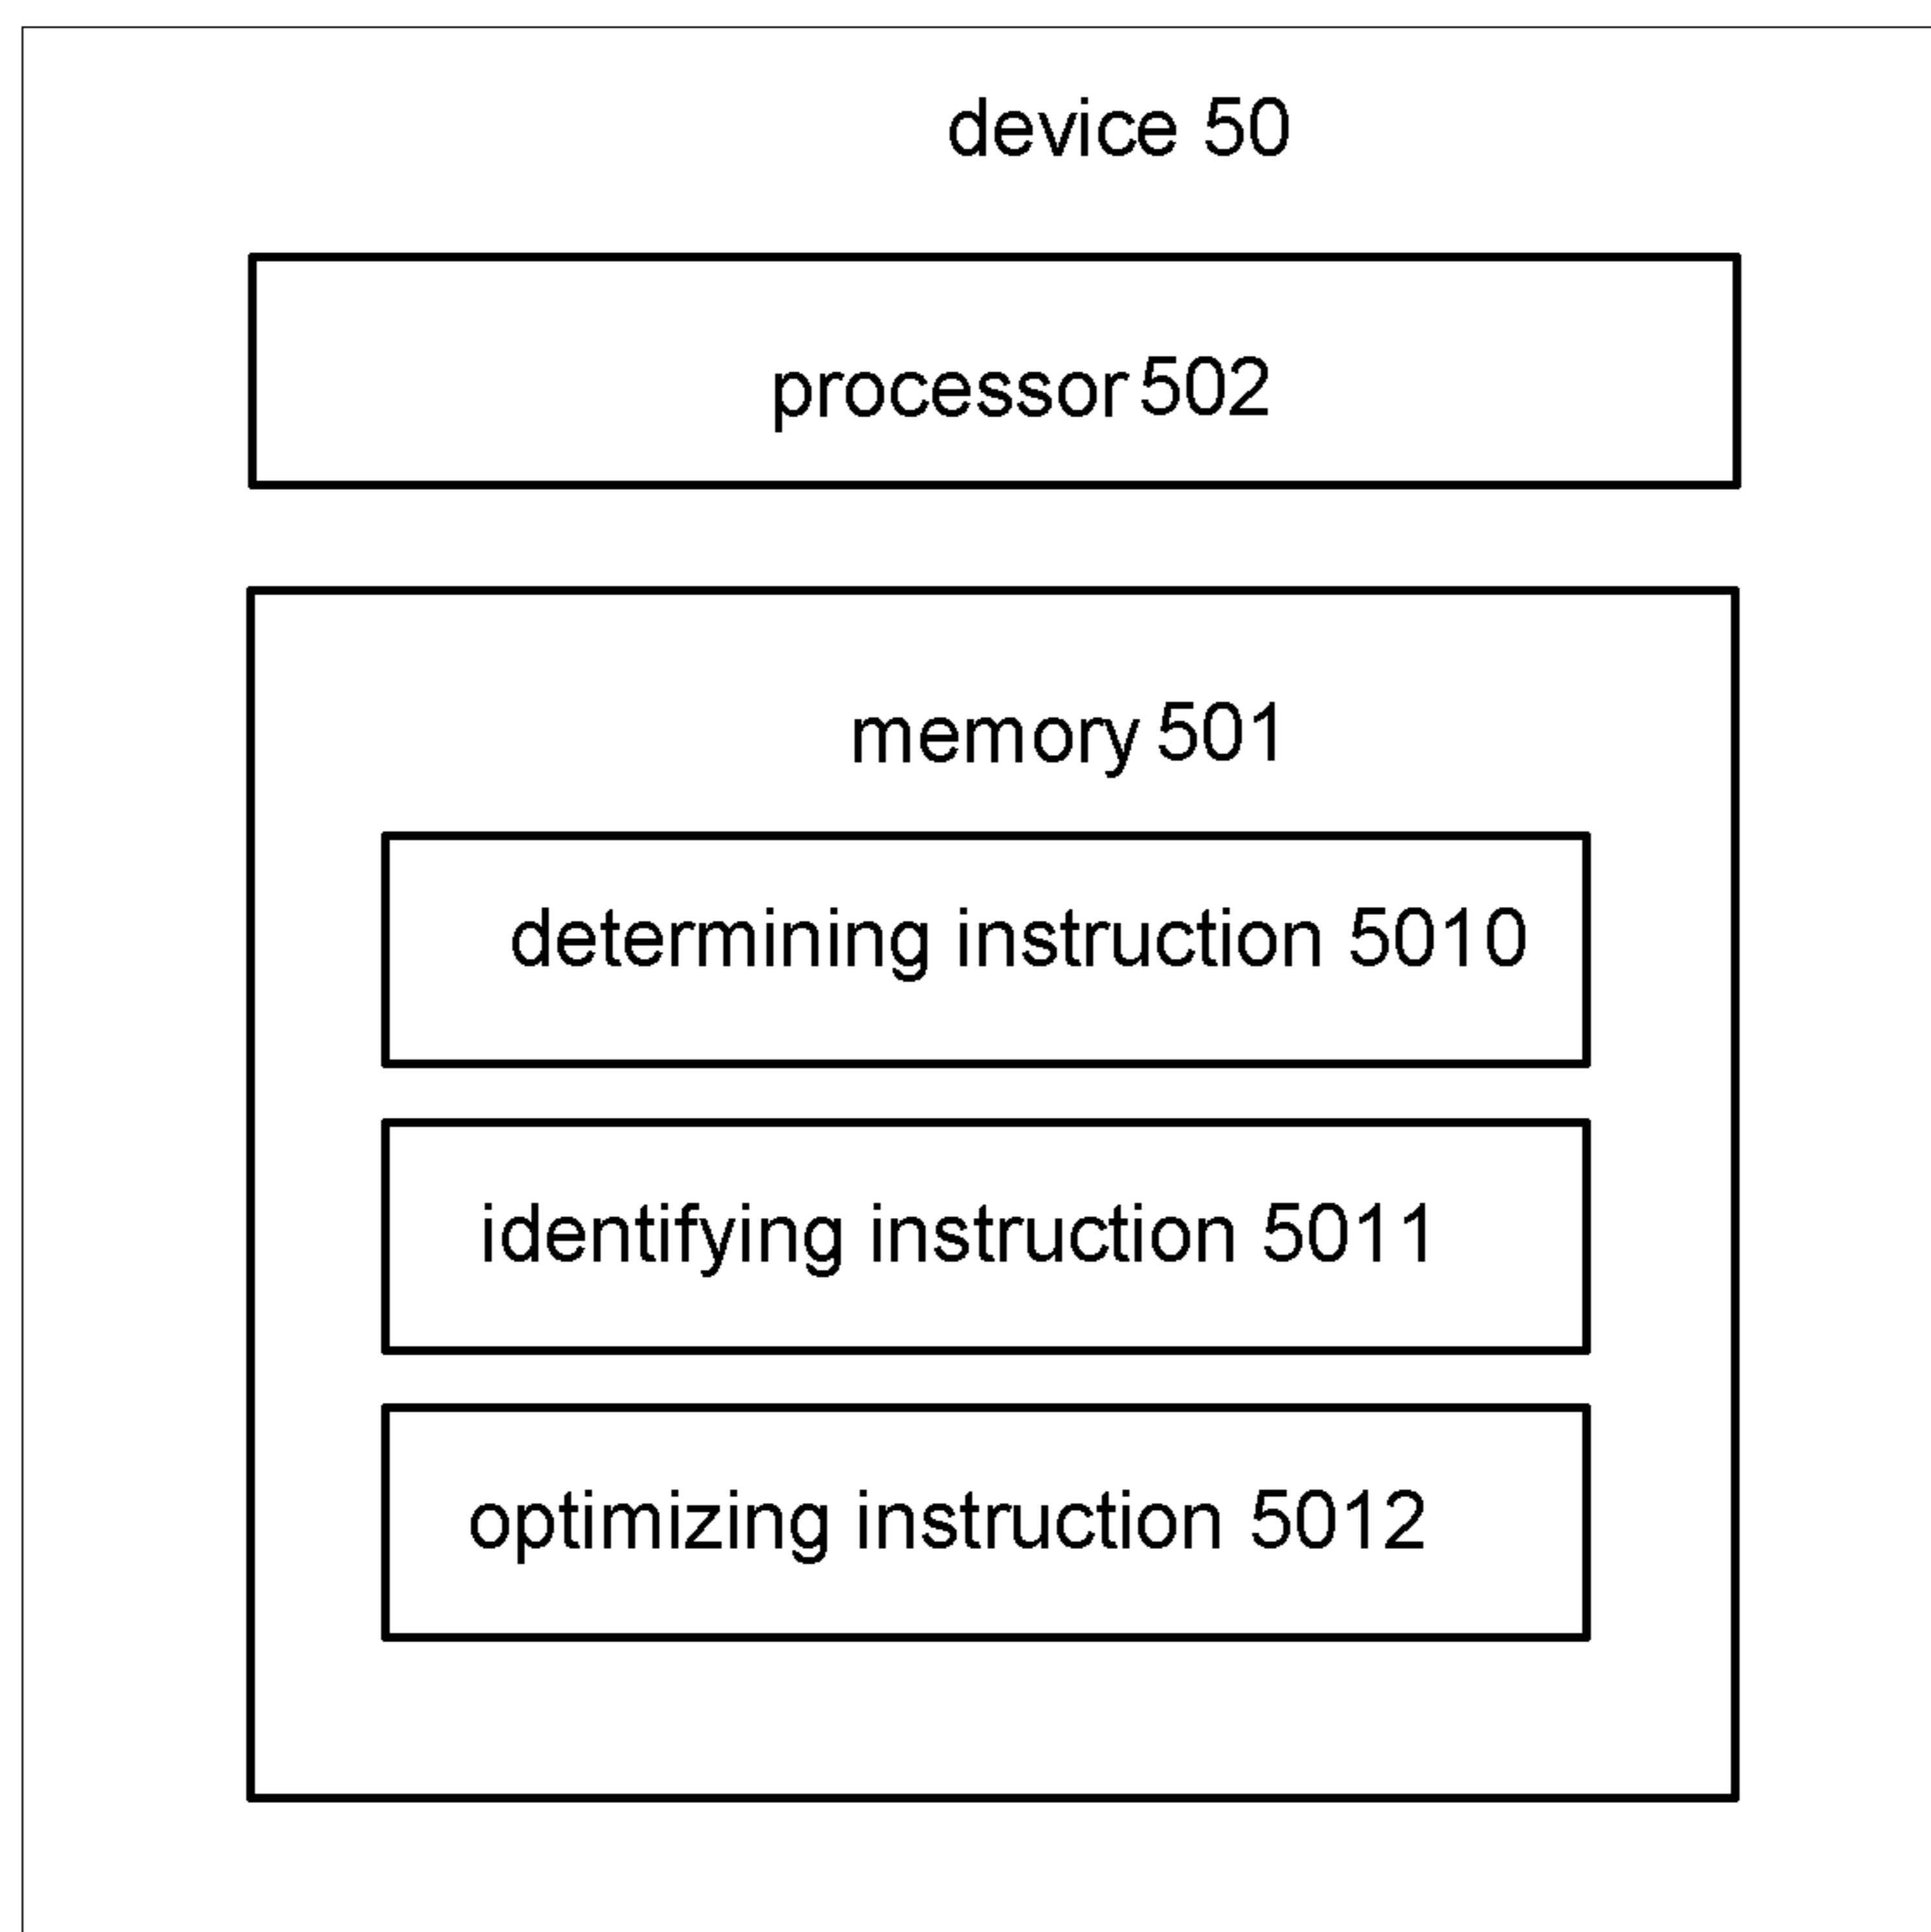 device 50
processor 502
memory 501
determining instruction 5010
identifying instruction 5011
optimizing instruction 5012